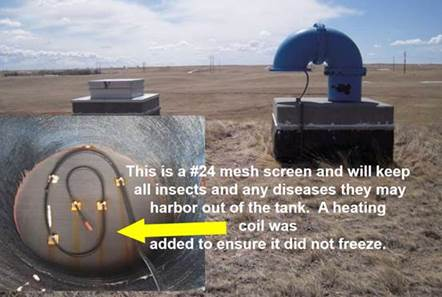 This is a #24 mesh screen and will keep
all insects and any diseases they may
harbor out of the tank.  A heating
coil was
added to ensure it did not freeze.